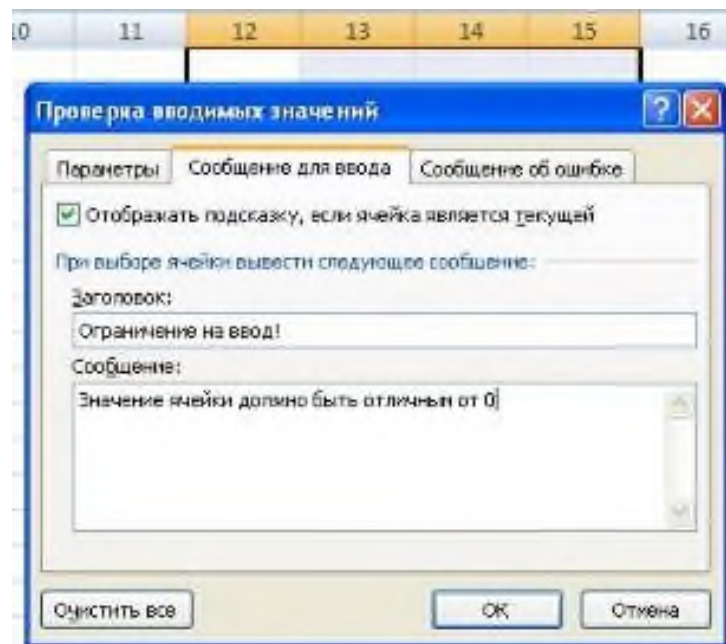 10 11 12 13 14 15 16
Проверка вводимых значений
Параметры Сообщение для ввода Сообщение об ошибке
Отображать подсказку, если ячейка является текущей
При выборе ячейки вывести следующее сообщение:
Заголовок:
Ограничение на ввод!
Сообщение:
Значение ячейки должно быть отличным от 0
Очистить все ОК Отмена